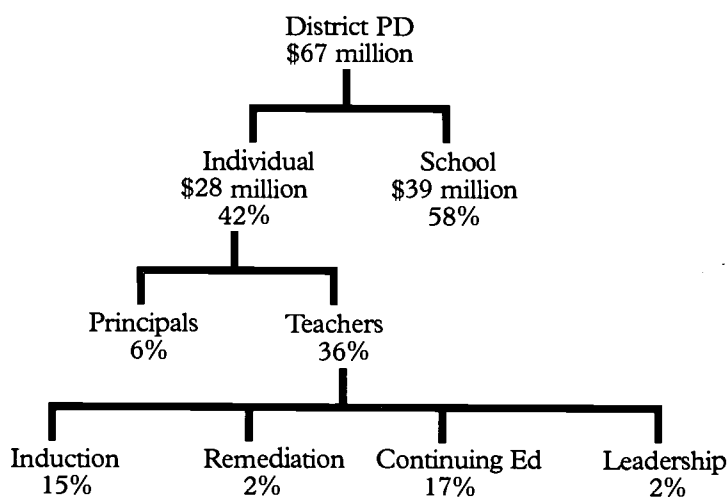 District PD
$67 million
Individual School
$28 million $39 million
42% 58%
Principals Teachers
6% 36%
Induction Remediation Continuing Ed Leadership
15% 2% 17% 2%